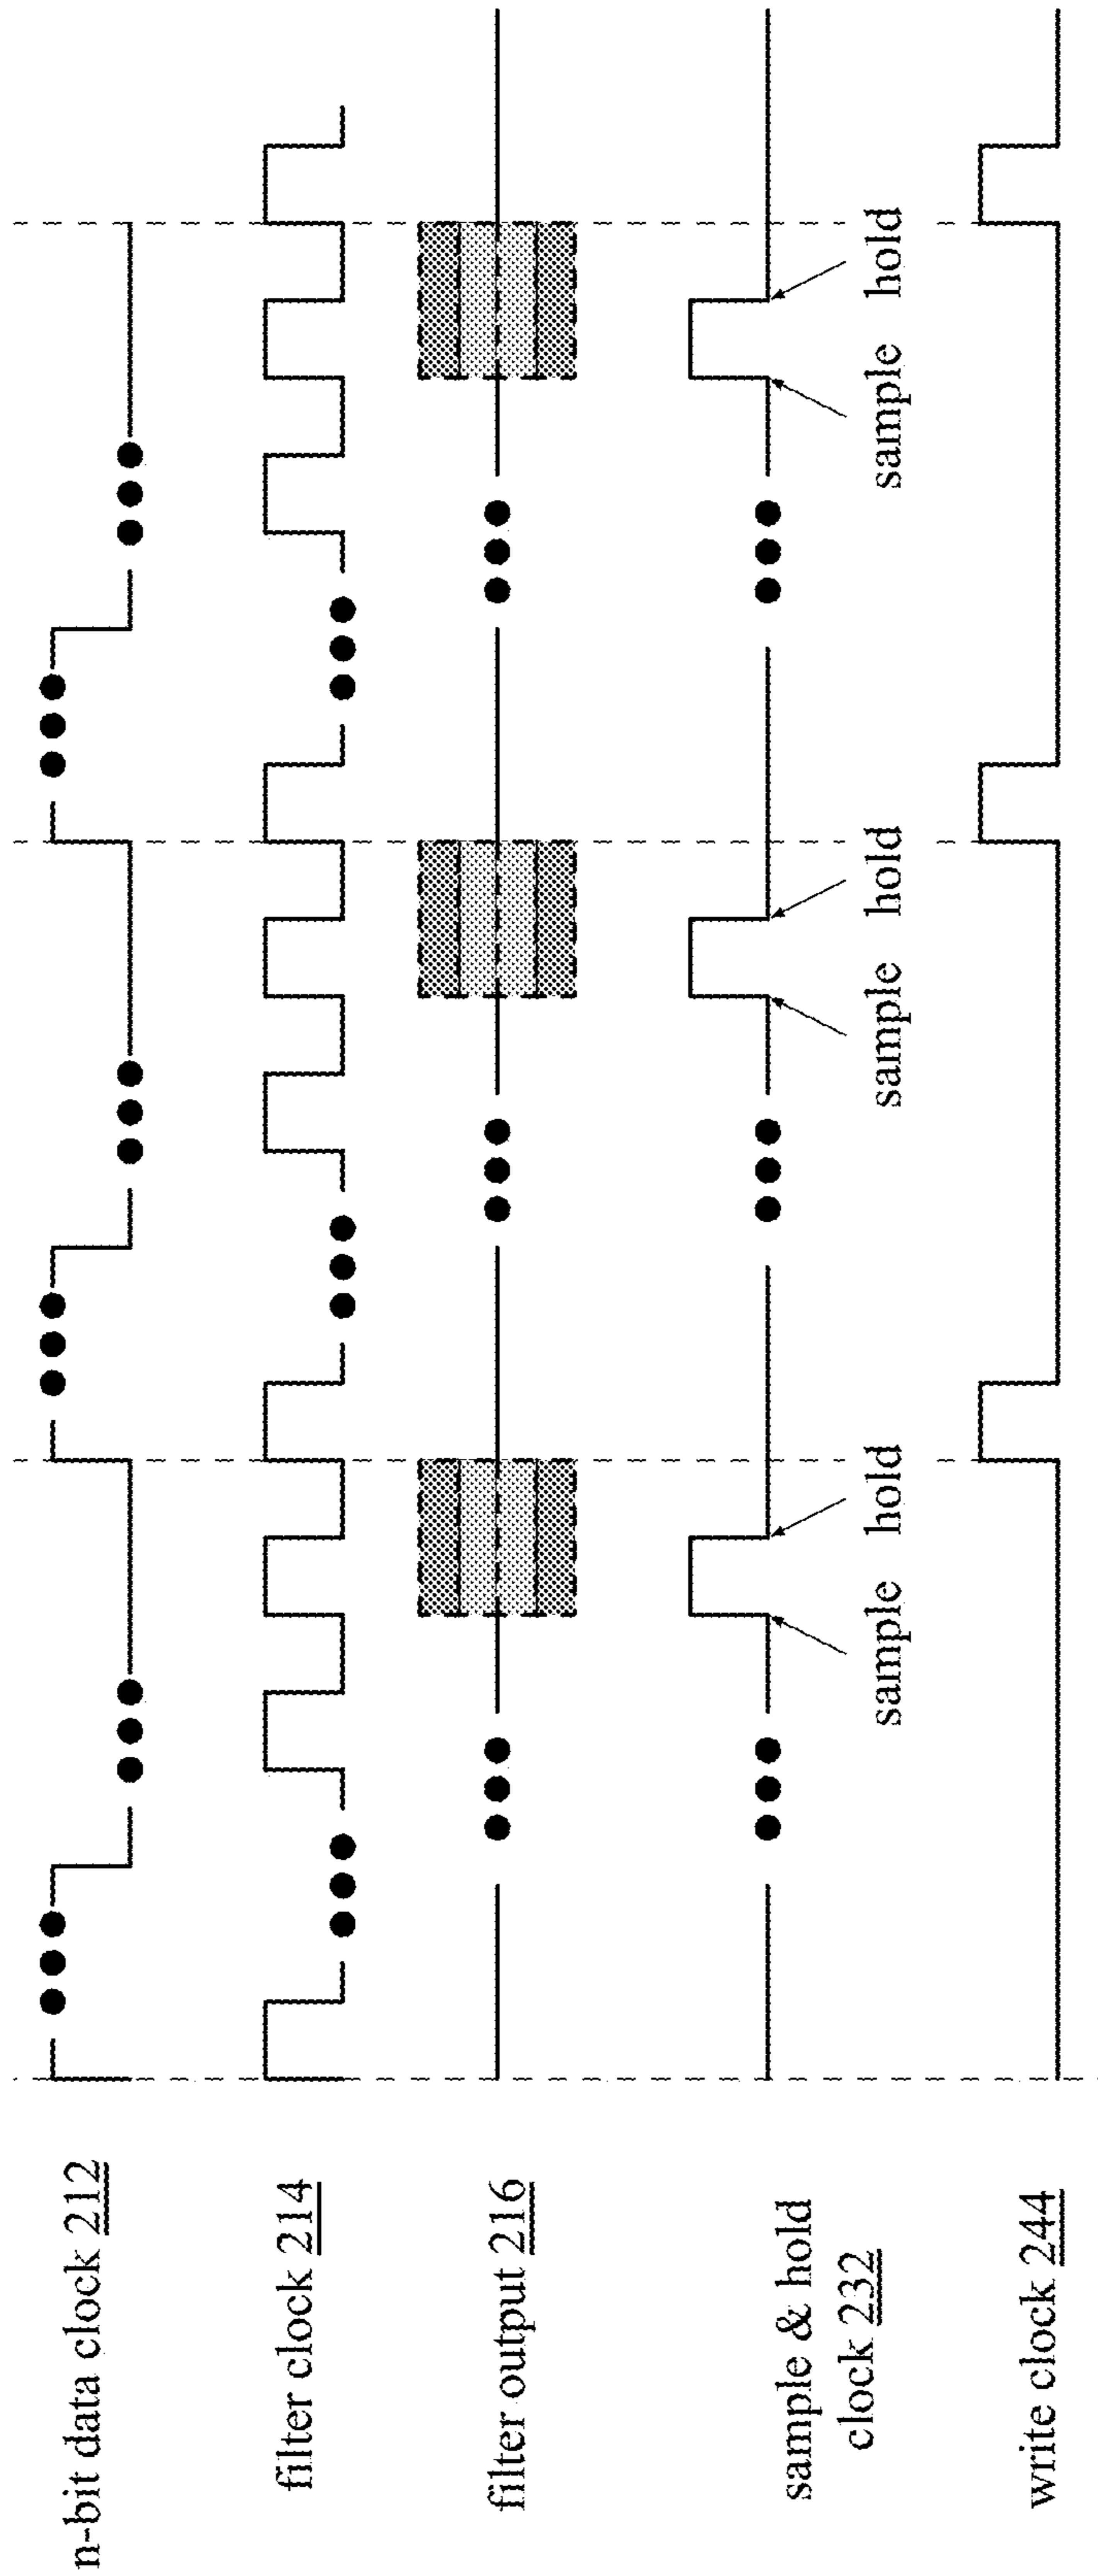 n-bit data clock 212
filter clock 214
filter output 216
sample & hold
clock 232
sample hold
sample hold
sample hold
write clock 244